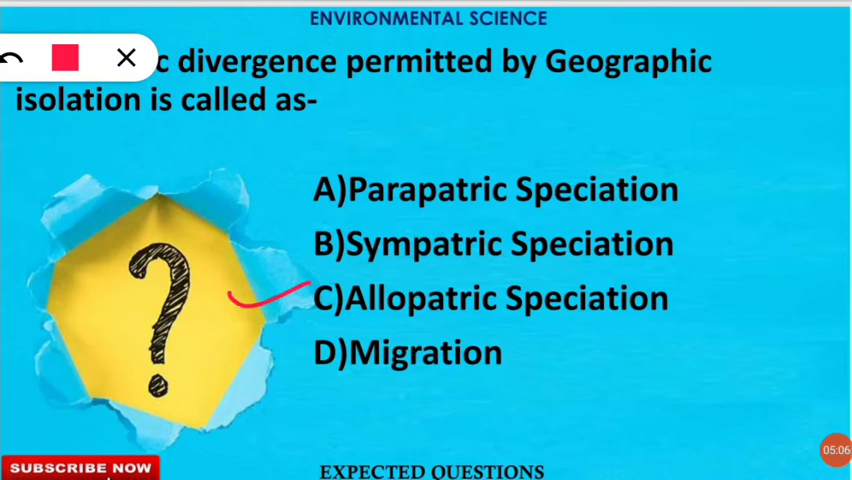 ENVIRONMENTAL SCIENCE
divergence permitted by Geographic
isolation is called as-
A)Parapatric Speciation
B)Sympatric Speciation
C)Allopatric Speciation
D)Migration
?
SUBSCRIBE NOW
EXPECTED QUESTIONS
05:06